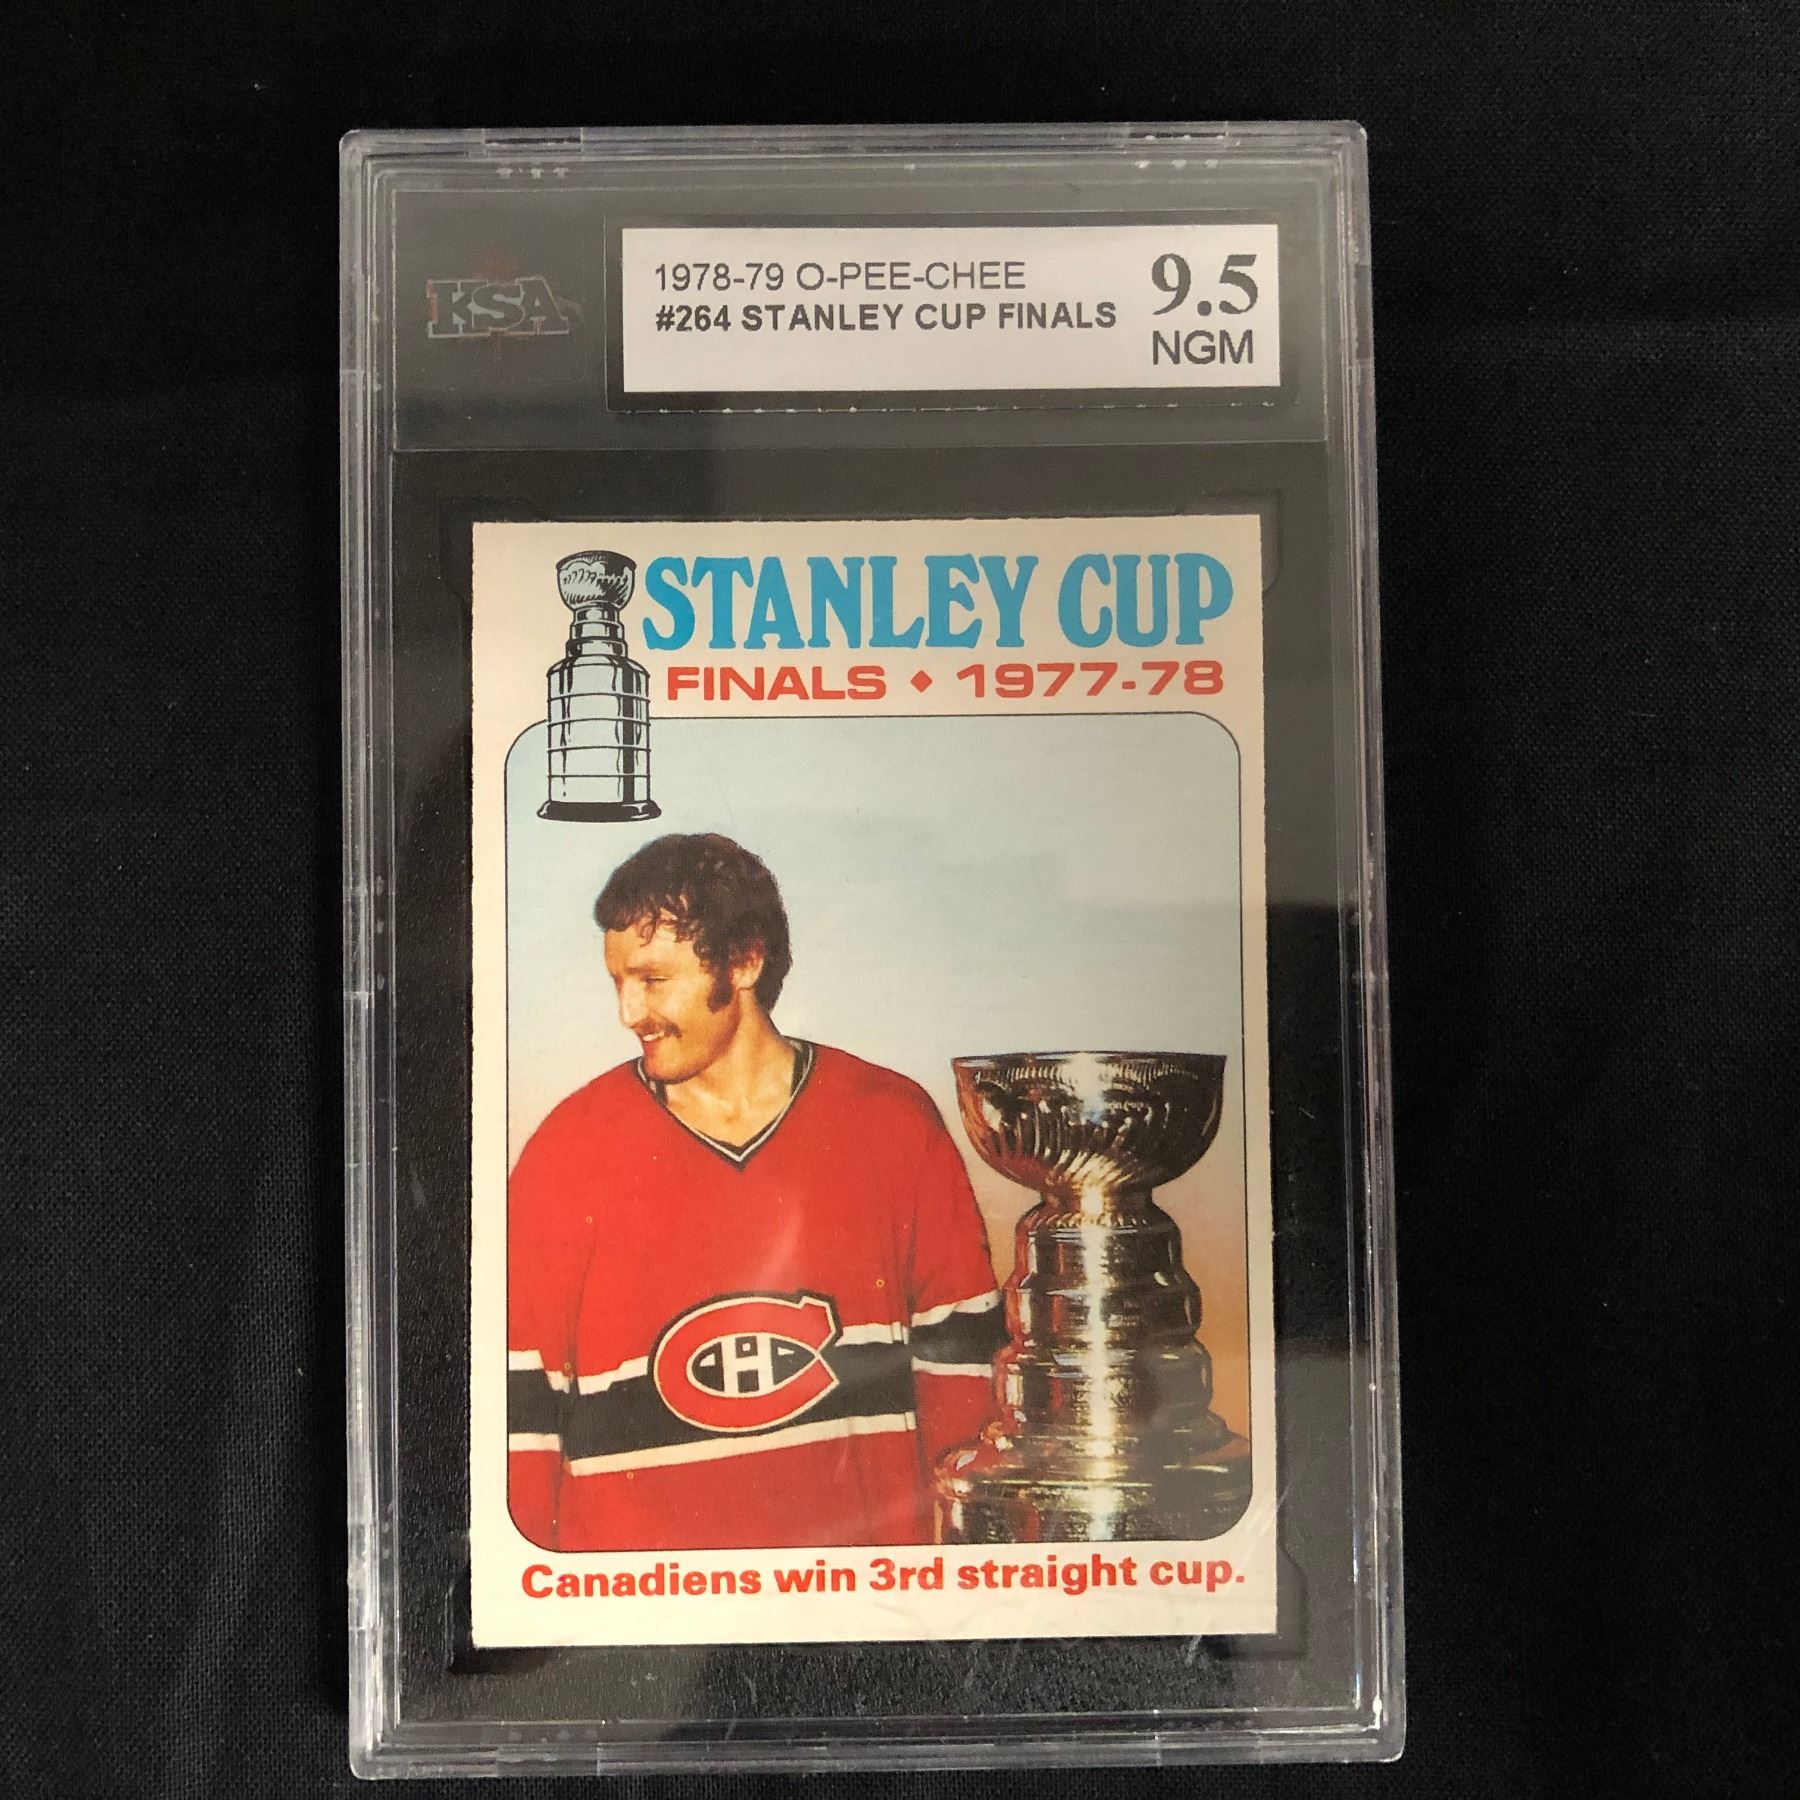 KSA
1978-79 O-PEE-CHEE
#264 STANLEY CUP FINALS
9.5
NGM
STANLEY CUP
FINALS ♦ 1977-78
CH
Canadiens win 3rd straight cup.